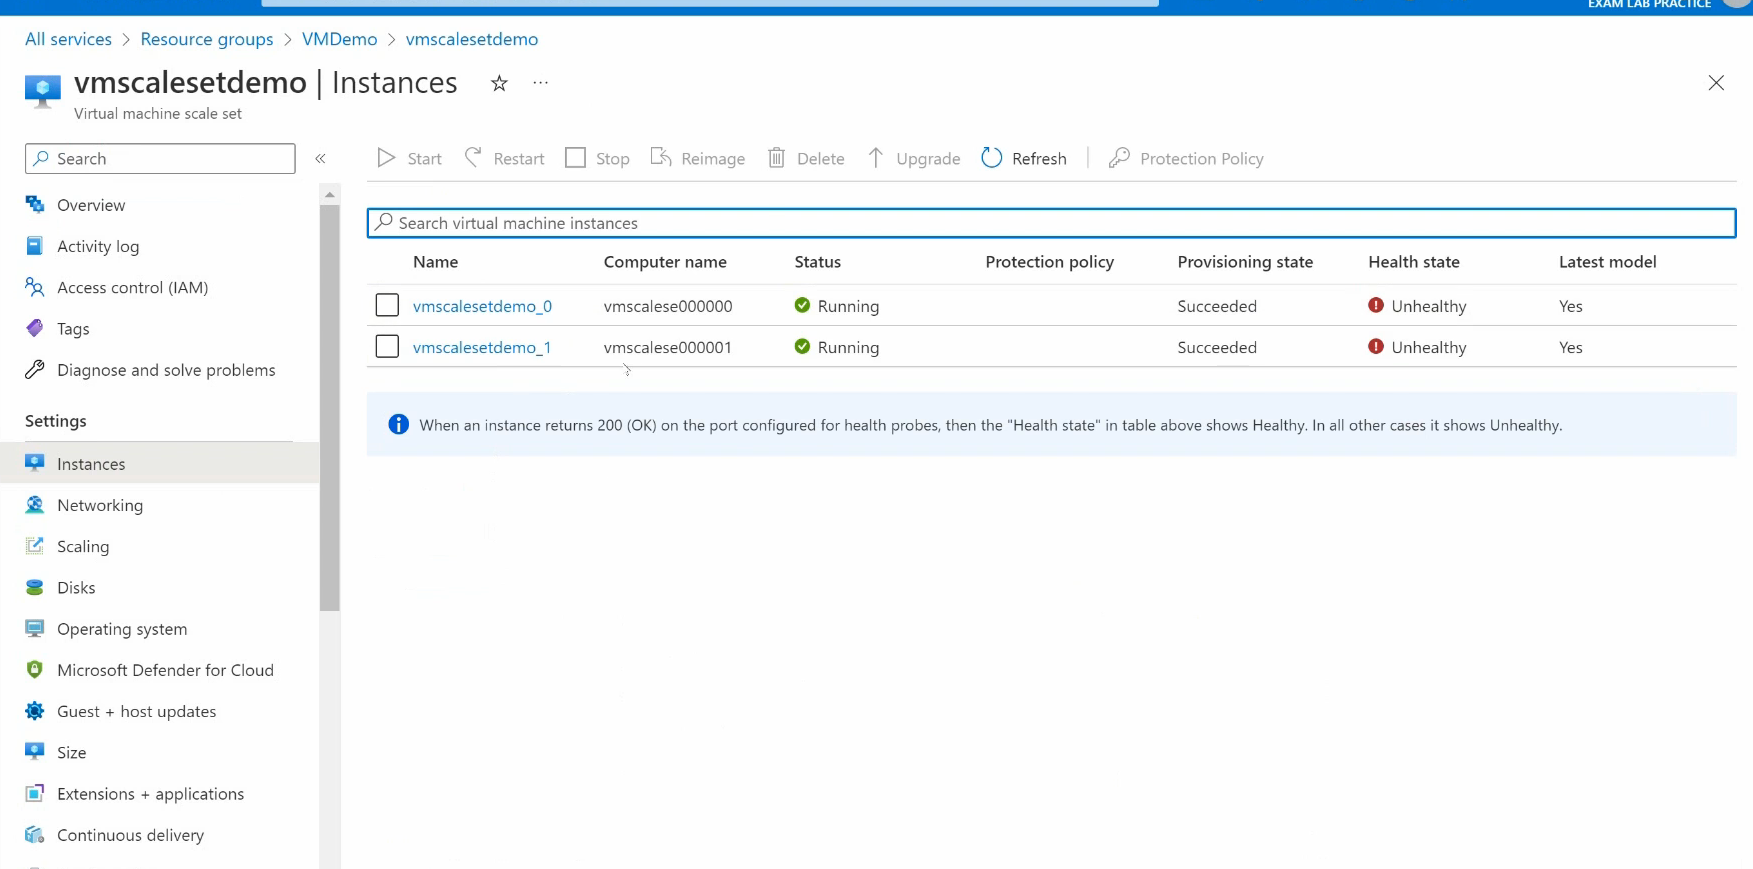 EXAM LAB PRACTICE
All services > Resource groups > VMDemo > vmscalesetdemo
vmscalesetdemo | Instances
Virtual machine scale set
Search
Start Restart Stop Reimage Delete Upgrade Refresh Protection Policy
Overview
Activity log
Access control (IAM)
Tags
Diagnose and solve problems
Settings
Instances
Networking
Scaling
Disks
Operating system
Microsoft Defender for Cloud
Guest + host updates
Size
Extensions + applications
Continuous delivery
Search virtual machine instances
Name Computer name Status Protection policy Provisioning state Health state Latest model
vmscalesetdemo_0 vmscalese000000 Running Succeeded Unhealthy Yes
vmscalesetdemo_1 vmscalese000001 Running Succeeded Unhealthy Yes
When an instance returns 200 (OK) on the port configured for health probes, then the "Health state" in table above shows Healthy. In all other cases it shows Unhealthy.